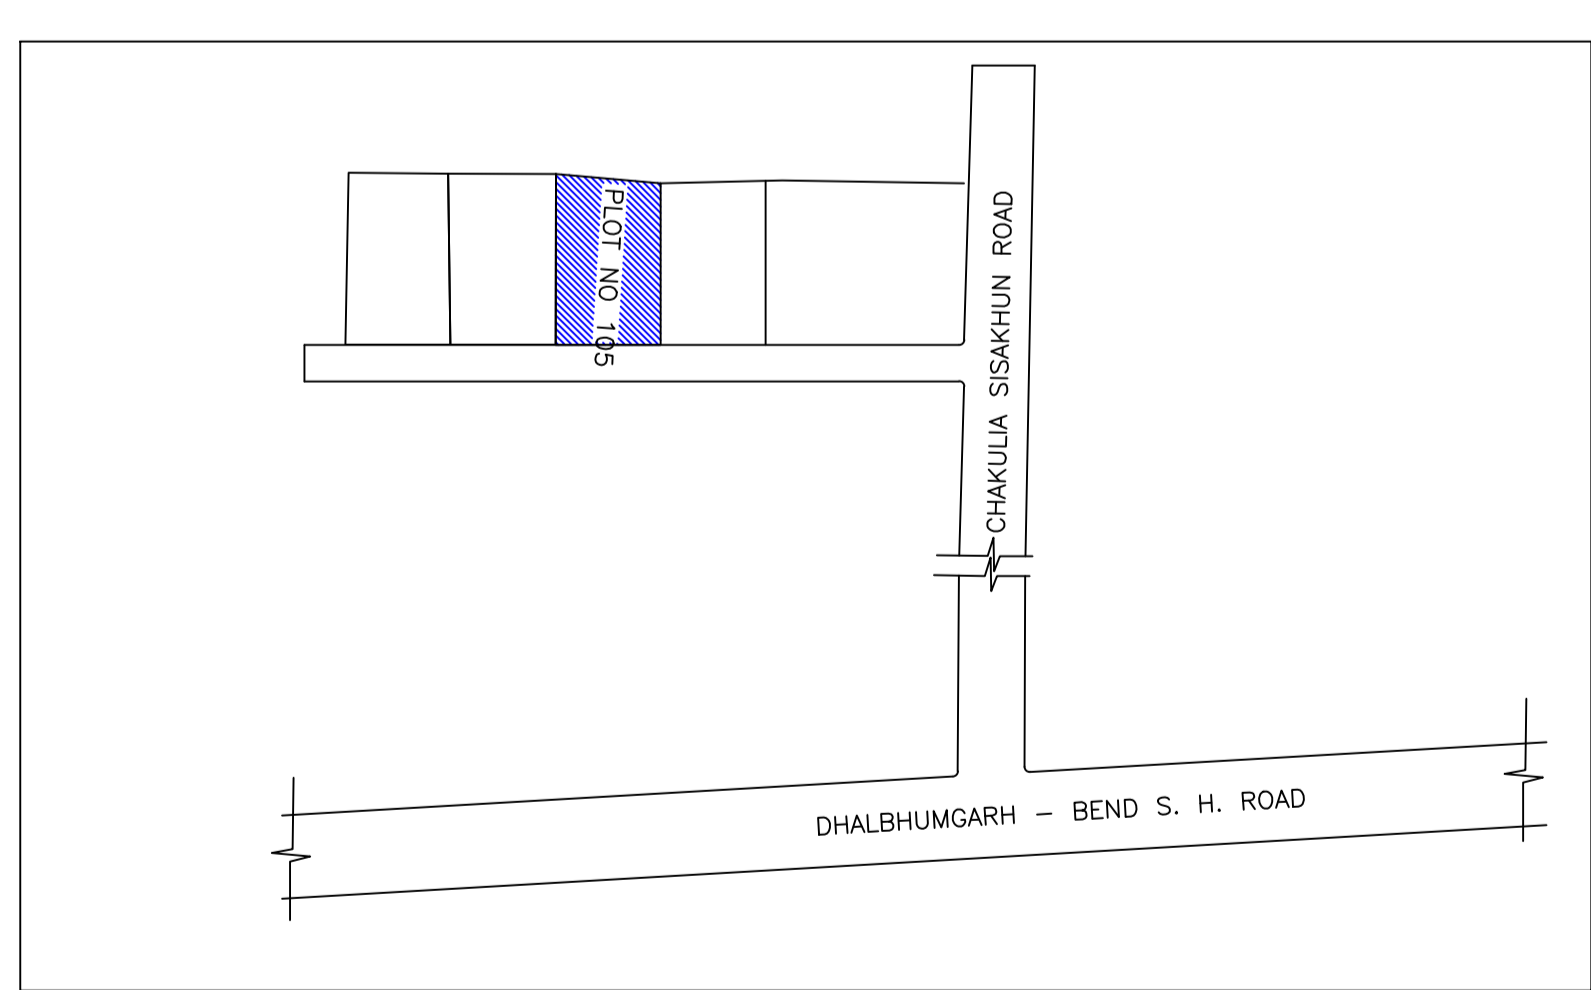 PLOT NO 105
CHAKULIA SISAKHUN ROAD
DHALBHUMGARH - BEND S. H. ROAD